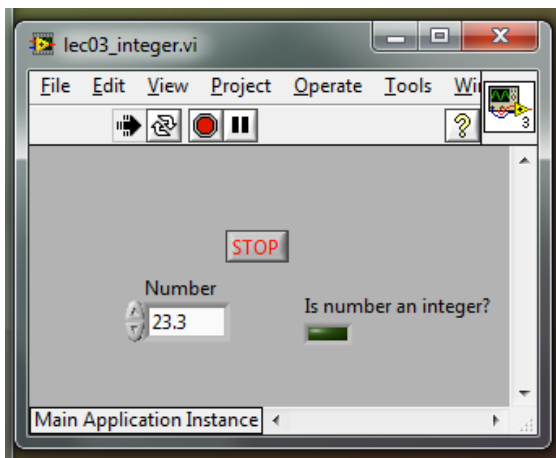 lec03_integer.vi
File Edit View Project Operate Tools Wi
? 3
STOP
Number
23.3
Is number an integer?
Main Application Instance